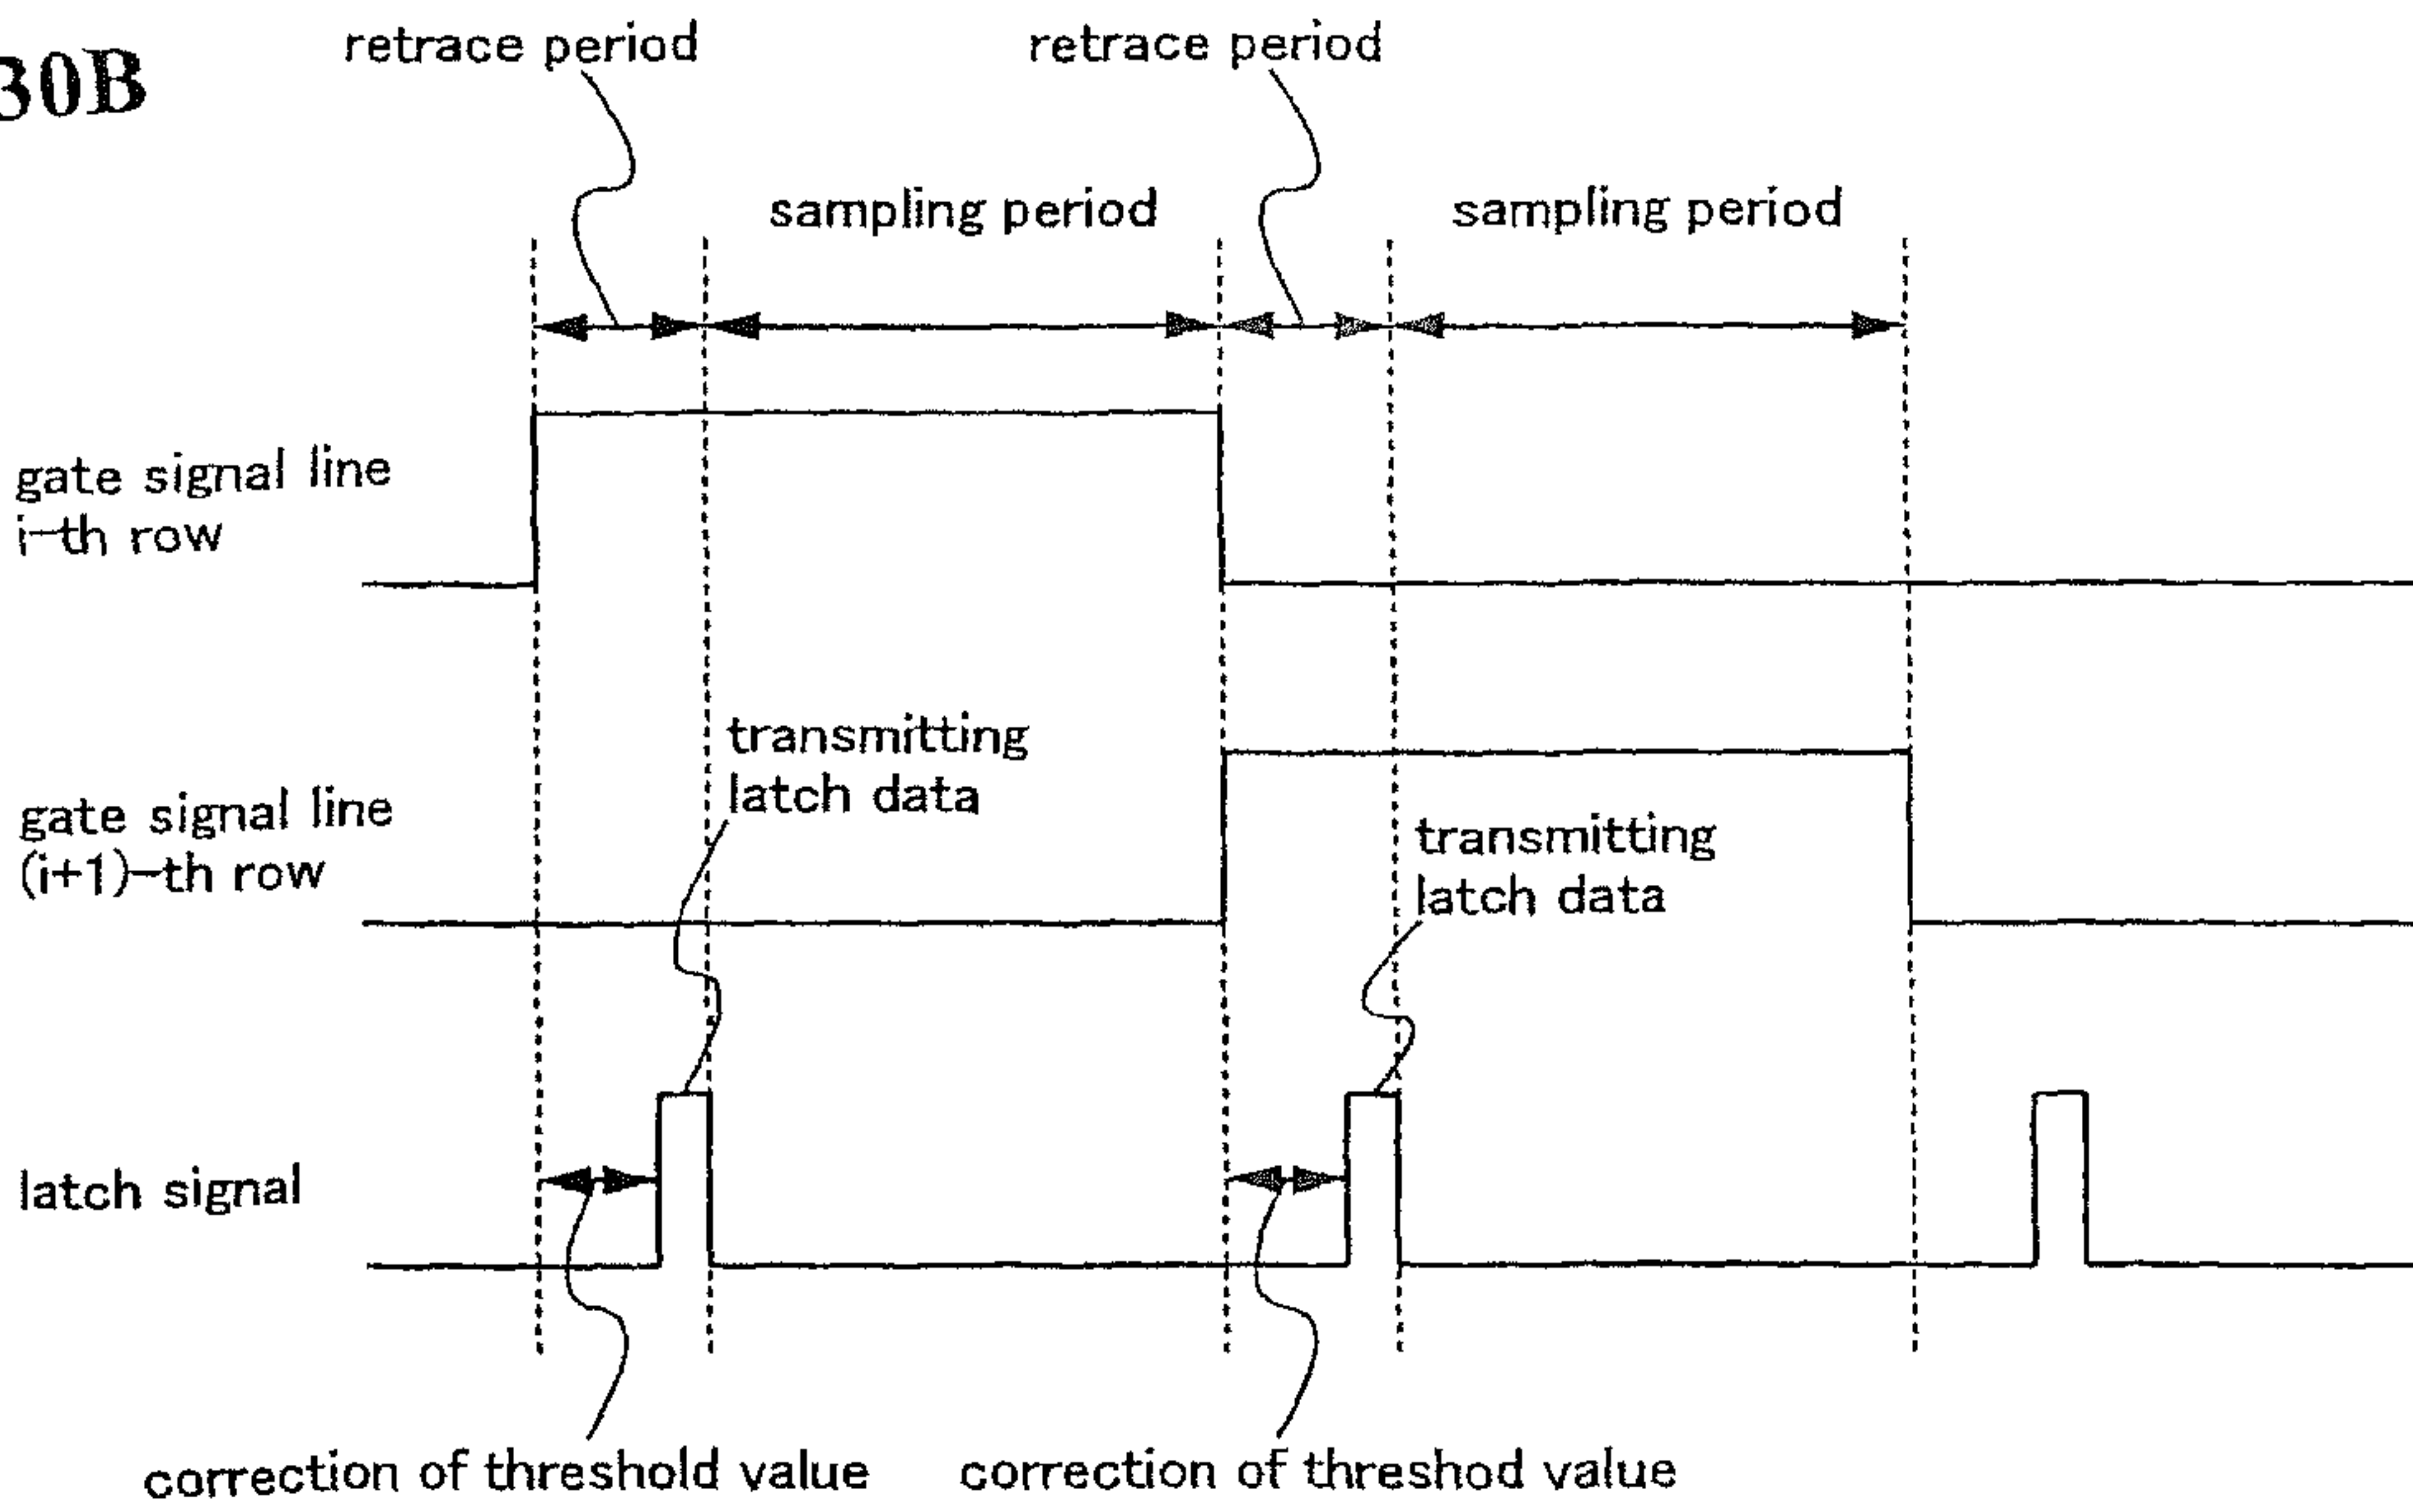 30B
retrace period
retrace period
sampling period
sampling period
gate signal line
i-th row
transmitting
latch data
gate signal line
(i+1)-th row
transmitting
latch data
latch signal
correction of threshold value
correction of threshod value